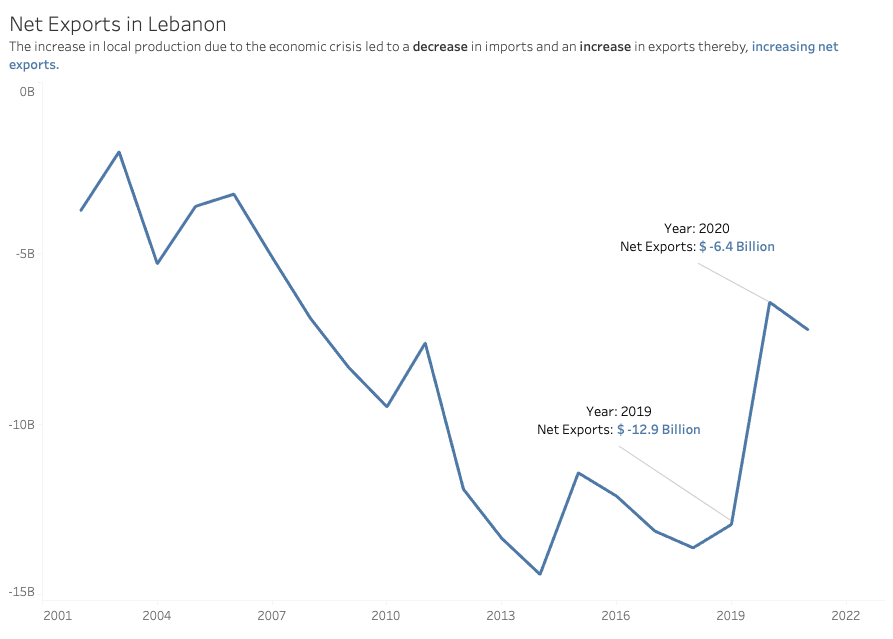 Net Exports in Lebanon
The increase in local production due to the economic crisis led to a decrease in imports and an increase in exports thereby, increasing net
exports.
0B
Year: 2020
Net Exports: $ -6.4 Billion
-5B
Year: 2019
-10B
Net Exports: $ -12.9 Billion
-15B
2001 2004 2007 2010 2013 2016 2019 2022